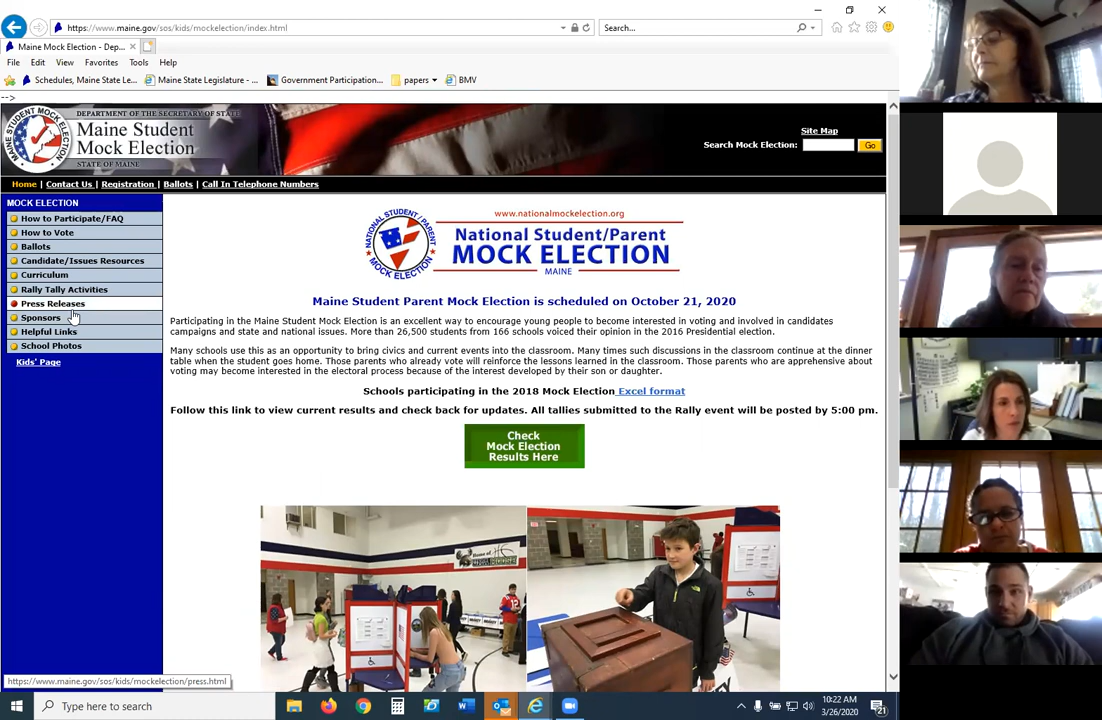 https://www.maine.gov/sos/kids/mockelection/index.html
Search...
Maine Mock Election - Dep...
File Edit View Favorites Tools Help
Schedules, Maine State Le... Maine State Legislature - ... Government Participation... papers BMV
-->
STUDENT MOCK ELECTION
DEPARTMENT OF THE SECRETARY OF STATE
Maine Student
Mock Election
STATE OF MAINE
Site Map
Search Mock Election: Go
Home | Contact Us | Registration | Ballots | Call In Telephone Numbers
MOCK ELECTION
How to Participate/FAQ
How to Vote
Ballots
Candidate/Issues Resources
Curriculum
Rally Tally Activities
Press Releases
Sponsors
Helpful Links
School Photos
Kids' Page
NATIONAL STUDENT/PARENT
MOCK ELECTION
www.nationalmockelection.org
National Student/Parent
MOCK ELECTION
MAINE
Maine Student Parent Mock Election is scheduled on October 21, 2020
Participating in the Maine Student Mock Election is an excellent way to encourage young people to become interested in voting and involved in candidates
campaigns and state and national issues. More than 26,500 students from 166 schools voiced their opinion in the 2016 Presidential election.
Many schools use this as an opportunity to bring civics and current events into the classroom. Many times such discussions in the classroom continue at the dinner
table when the student goes home. Those parents who already vote will reinforce the lessons learned in the classroom. Those parents who are apprehensive about
voting may become interested in the electoral process because of the interest developed by their son or daughter.
Schools participating in the 2018 Mock Election Excel format
Follow this link to view current results and check back for updates. All tallies submitted to the Rally event will be posted by 5:00 pm.
Check
Mock Election
Results Here
https://www.maine.gov/sos/kids/mockelection/press.html
Type here to search
10:22 AM
3/26/2020
21